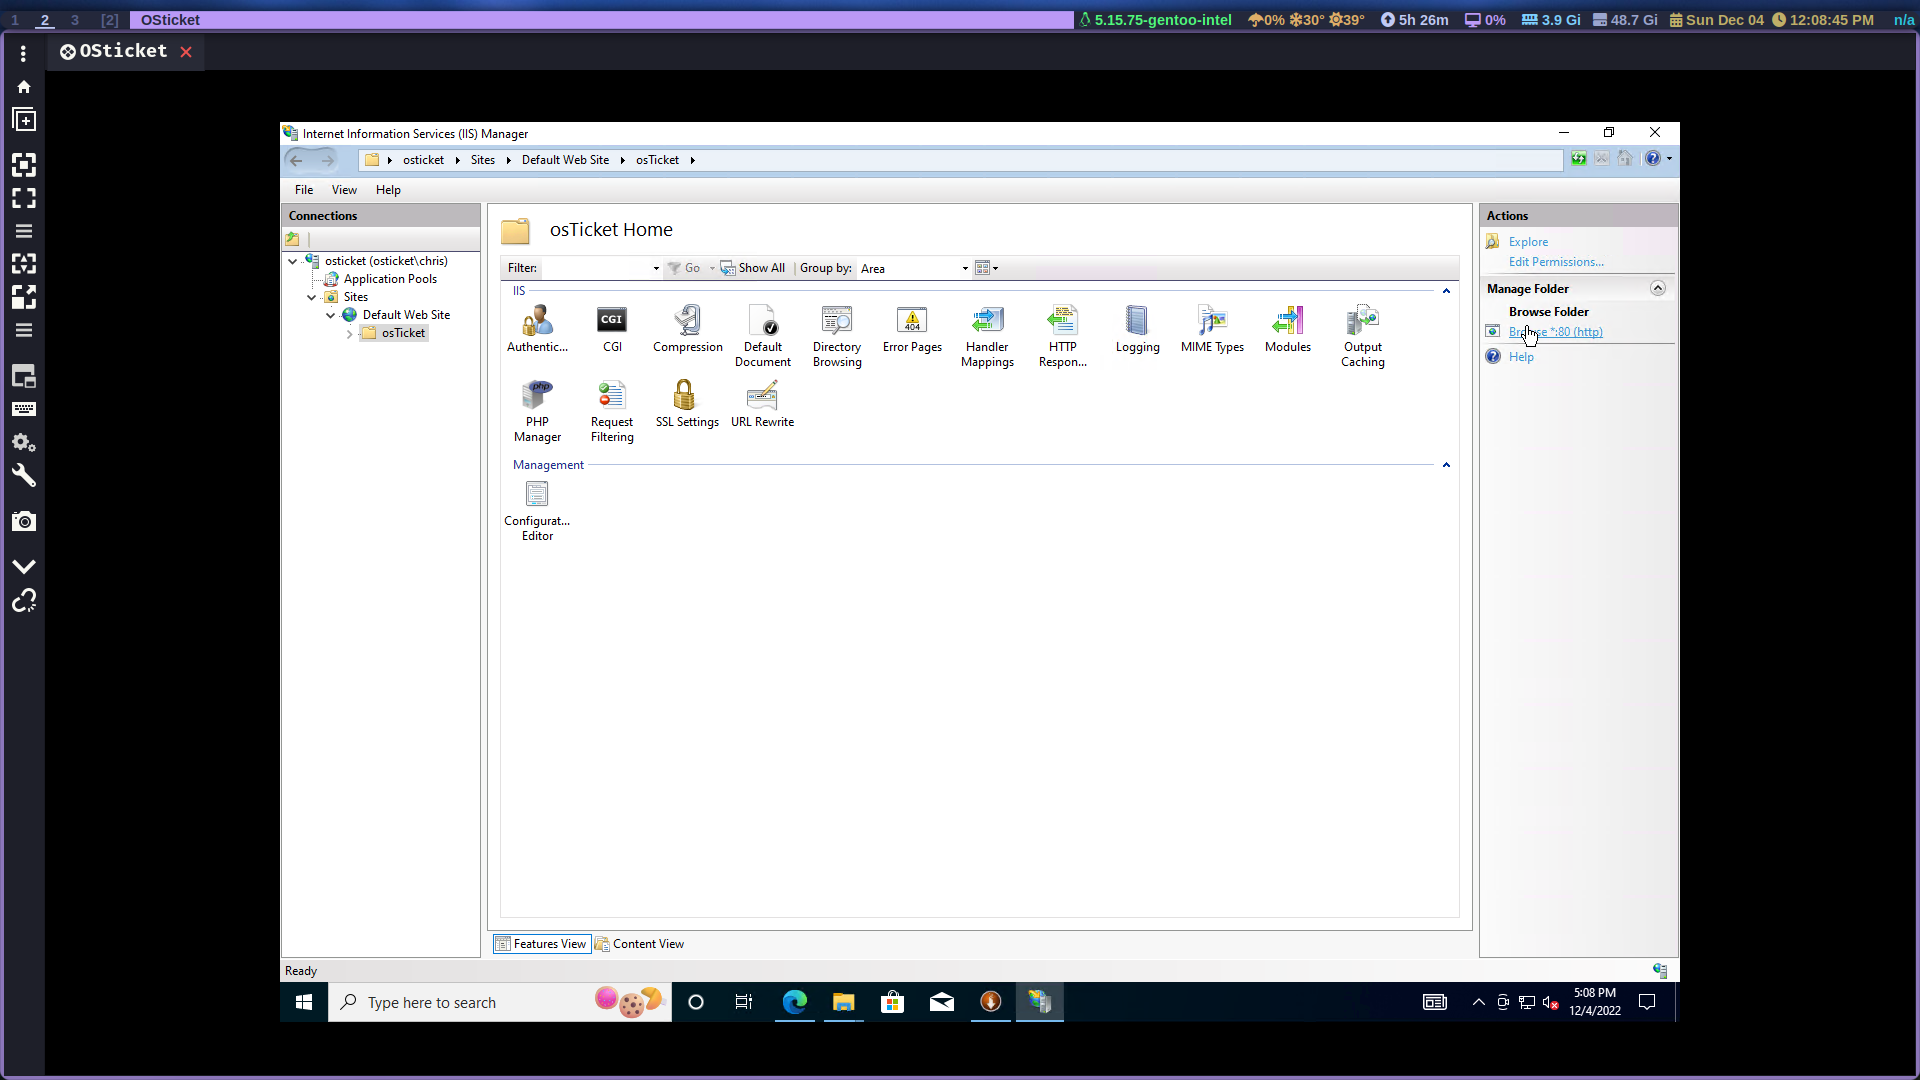 1 2 3 [2] OSticket 5.15.75-gentoo-intel 0% 30° 39° 5h 26m 0% 3.9 Gi 48.7 Gi Sun Dec 04 12:08:45 PM n/a
OSticket
Internet Information Services (IIS) Manager
osticket Sites Default Web Site osTicket
File View Help
Connections
osticket (osticket\chris)
Application Pools
Sites
Default Web Site
osTicket
osTicket Home
Filter: Go Show All Group by: Area
IIS
Authentic...
CGI
Compression
Default
Document
Directory
Browsing
Error Pages
Handler
Mappings
HTTP
Respon...
Logging
MIME Types
Modules
Output
Caching
PHP
Manager
Request
Filtering
SSL Settings
URL Rewrite
Management
Configurat...
Editor
Features View Content View
Actions
Explore
Edit Permissions...
Manage Folder
Browse Folder
Browse *:80 (http)
Help
Ready
Type here to search
5:08 PM
12/4/2022